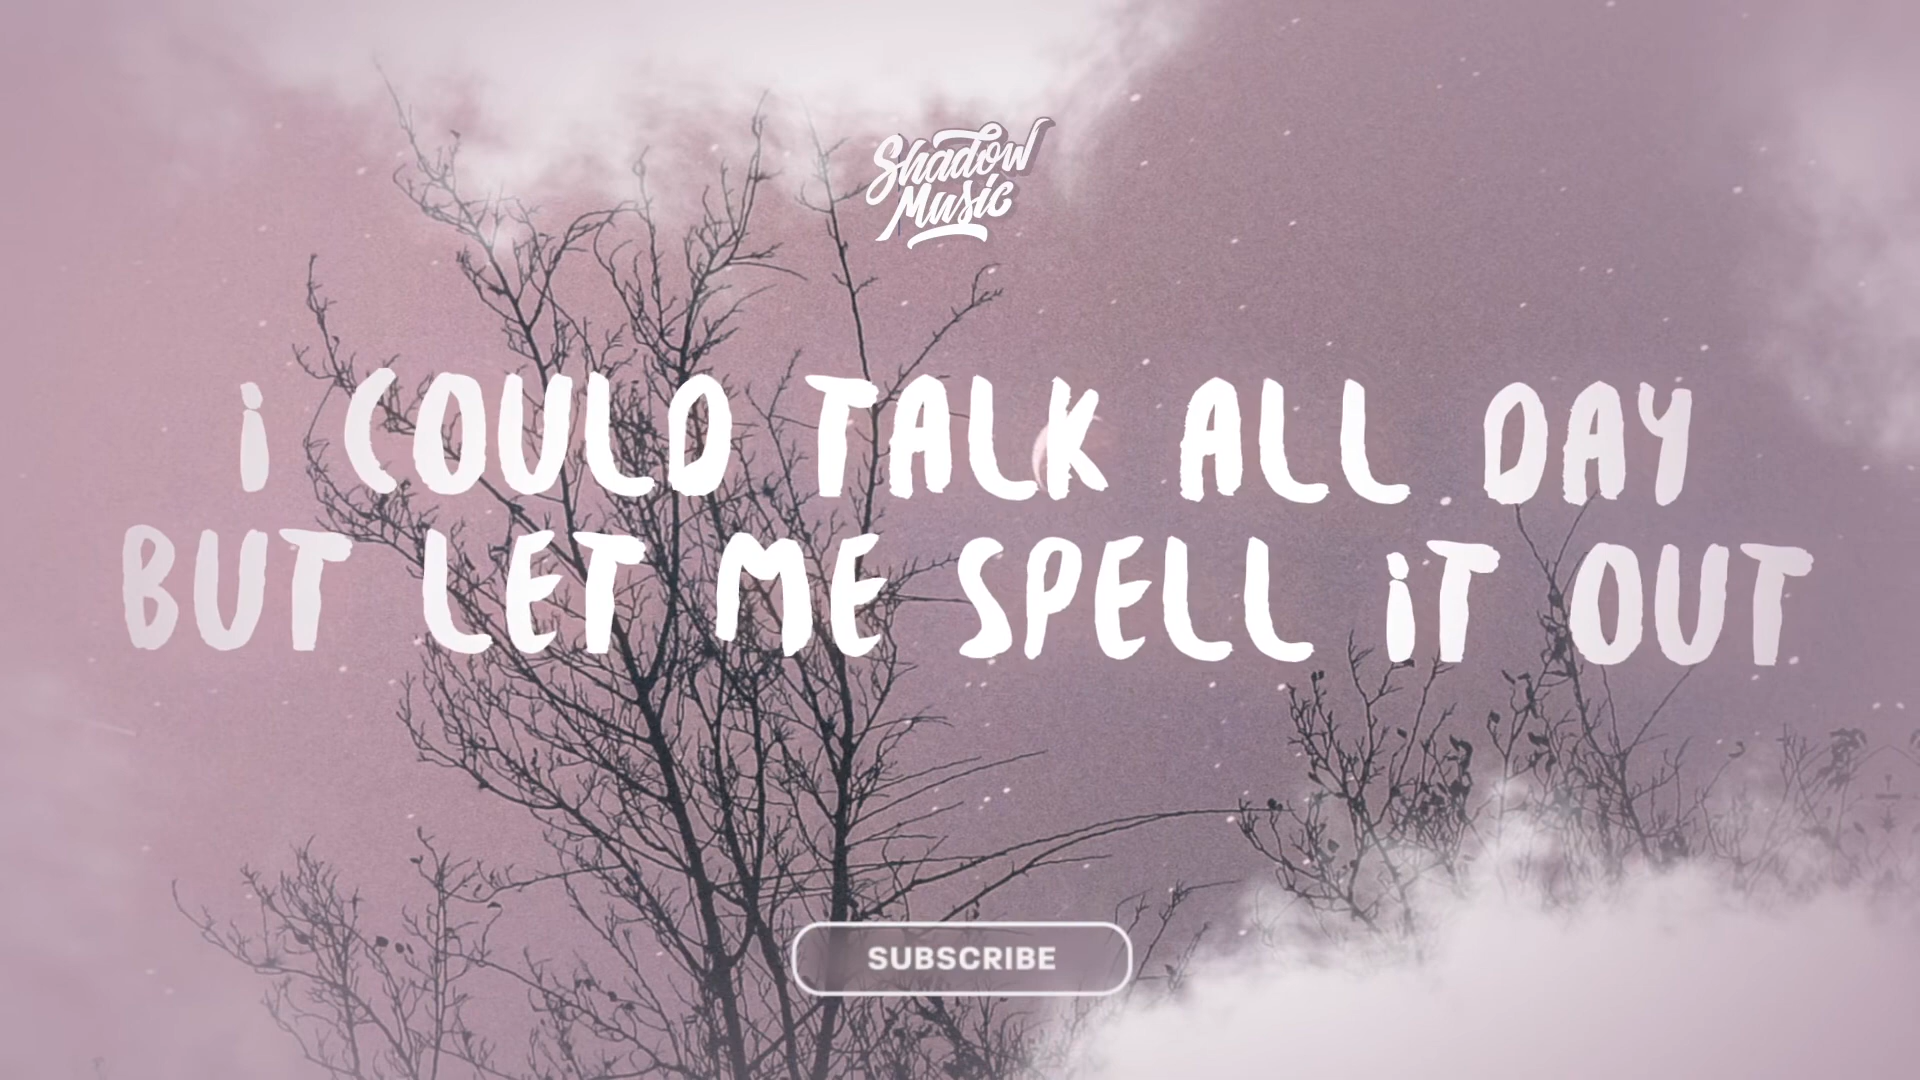 Shadow
Music
i COULD TALK ALL DAY
BUT LET ME SPELL iT OUT
SUBSCRIBE